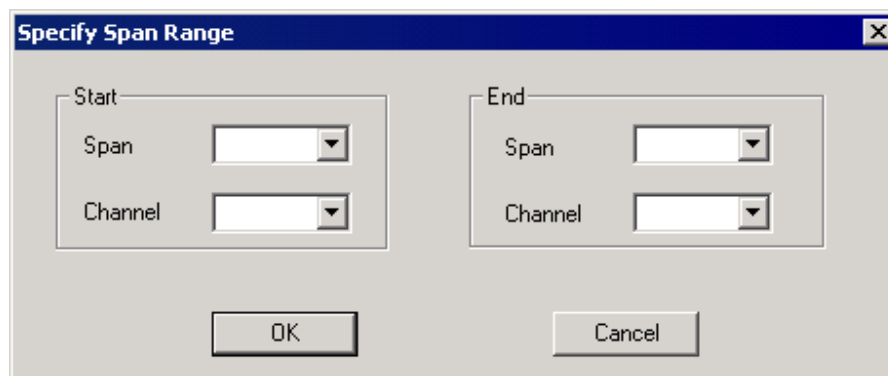 Specify Span Range
Start
Span
Channel
End
Span
Channel
OK
Cancel